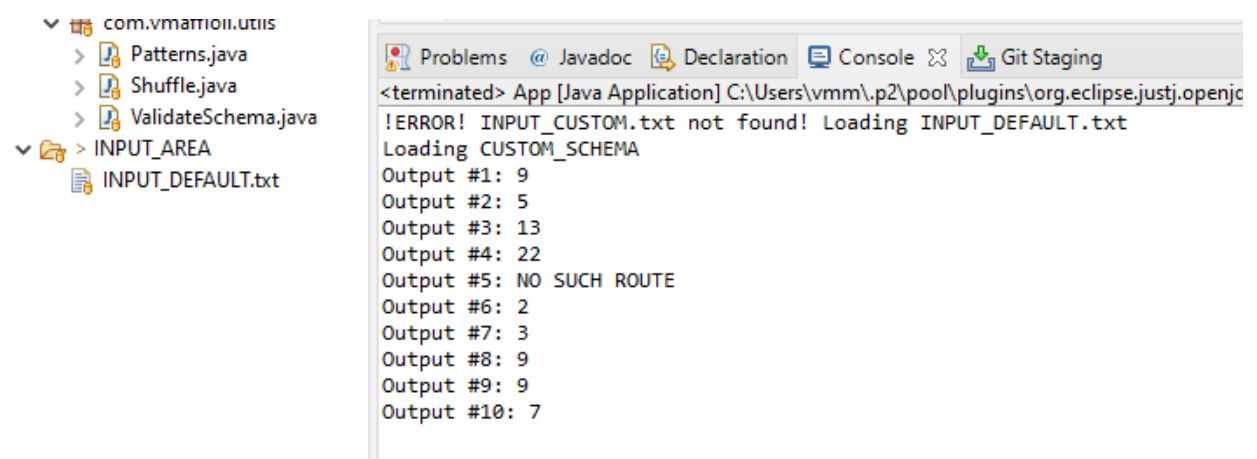 com.vmaffioli.utils
Patterns.java
Shuffle.java
ValidateSchema.java
> INPUT_AREA
INPUT_DEFAULT.txt
Problems @ Javadoc Declaration Console Git Staging
<terminated> App [Java Application] C:\Users\vmm\.p2\pool\plugins\org.eclipse.justj.openjd
!ERROR! INPUT_CUSTOM.txt not found! Loading INPUT_DEFAULT.txt
Loading CUSTOM_SCHEMA
Output #1: 9
Output #2: 5
Output #3: 13
Output #4: 22
Output #5: NO SUCH ROUTE
Output #6: 2
Output #7: 3
Output #8: 9
Output #9: 9
Output #10: 7